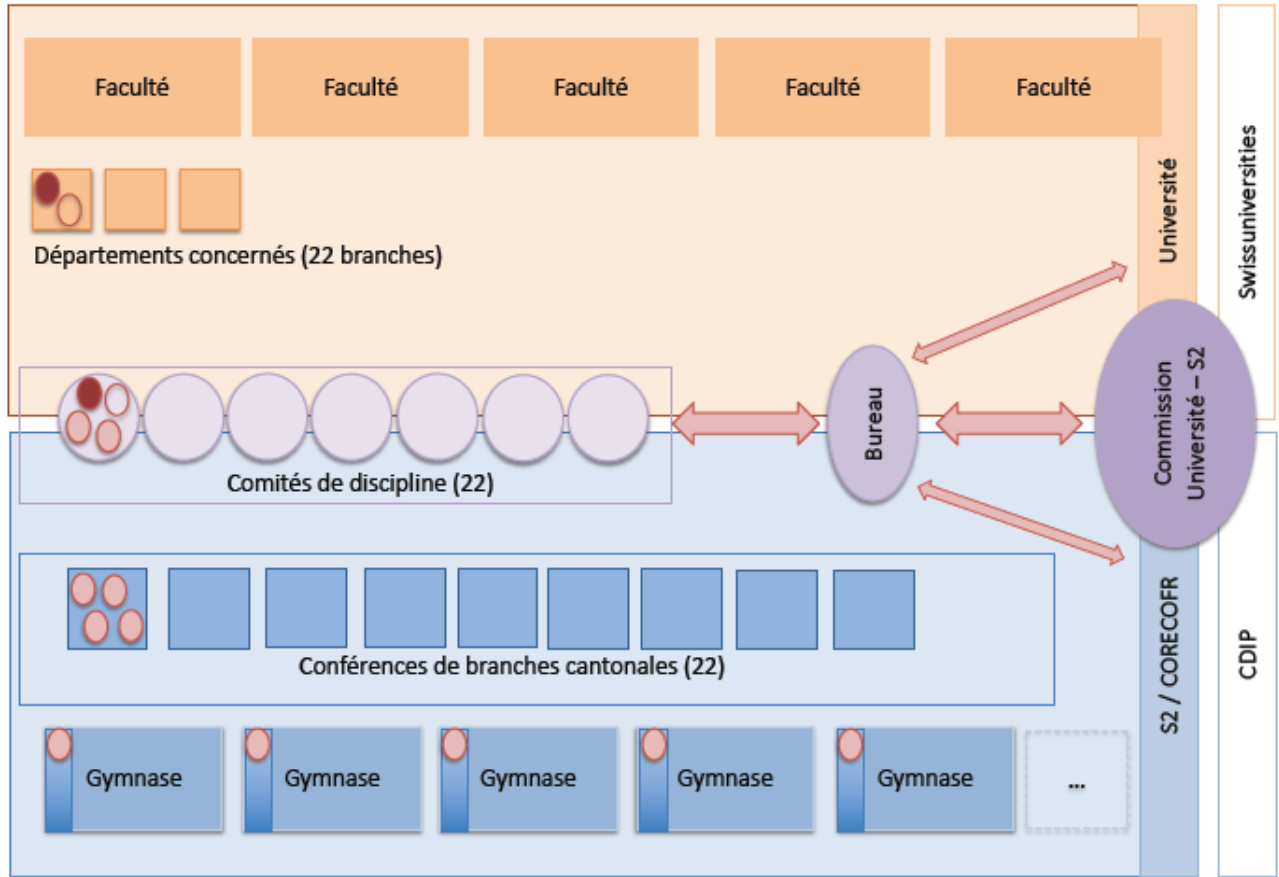 Faculté
Faculté
Faculté
Faculté
Faculté
Départements concernés (22 branches)
Université
Swissuniversities
Comités de discipline (22)
Bureau
Commission
Université – S2
Conférences de branches cantonales (22)
S2 / CORECOFR
CDIP
Gymnase
Gymnase
Gymnase
Gymnase
Gymnase
...